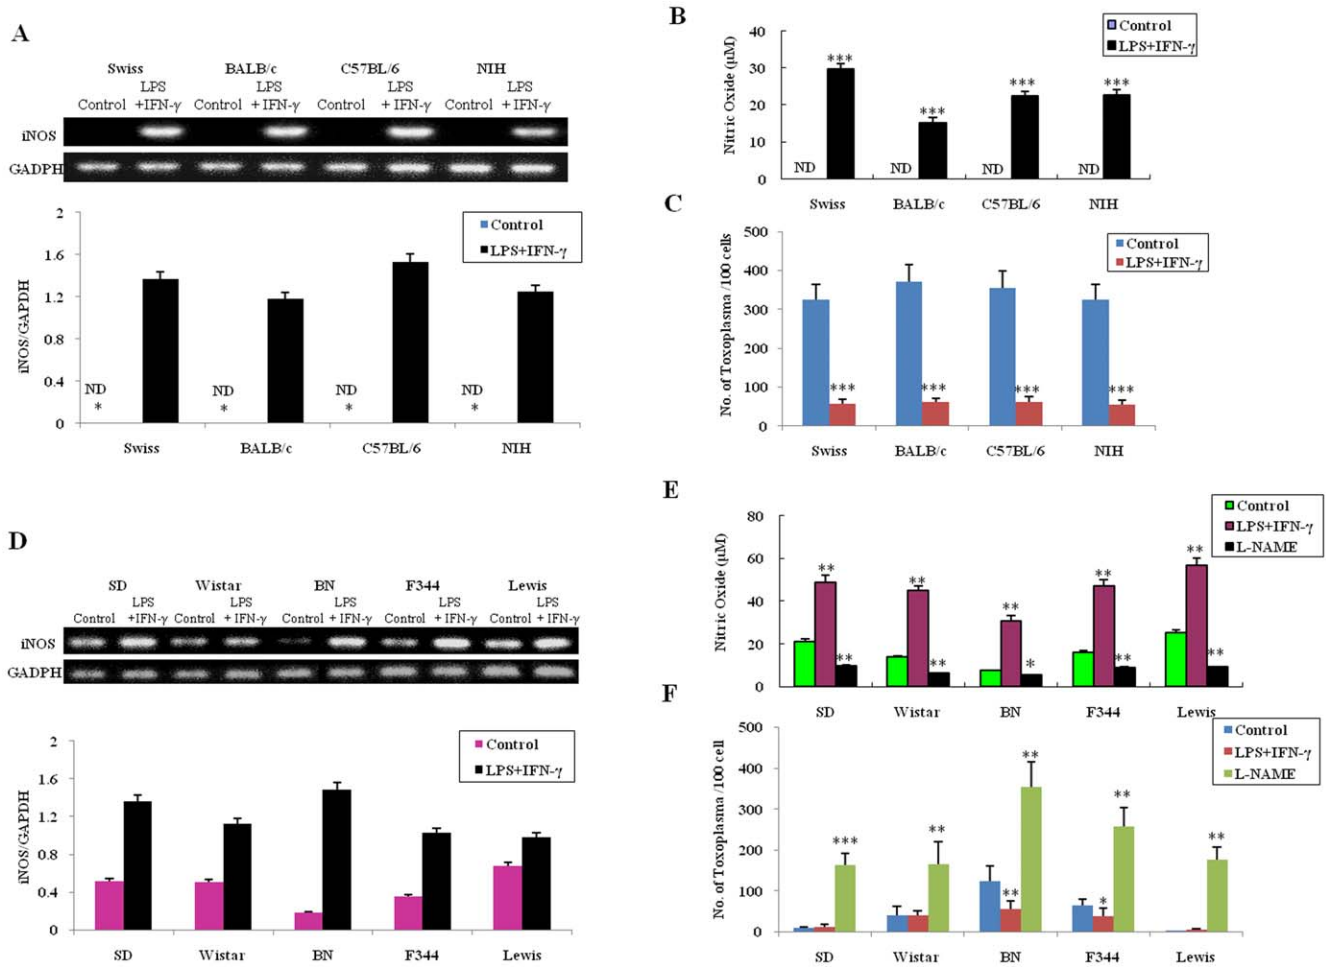 A
Swiss BALB/c C57BL/6 NIH
LPS LPS LPS LPS
Control +IFN-γ Control + IFN-γ Control + IFN-γ Control + IFN-γ
iNOS
GADPH
2
1.6
1.2
0.8
0.4
0
iNOS/GAPDH
Control
LPS+IFN-γ
ND ND ND ND
* * * *
Swiss BALB/c C57BL/6 NIH
B
40
30
20
10
0
Nitric Oxide (μM)
Control
LPS+IFN-γ
*** *** *** ***
ND ND ND ND
Swiss BALB/c C57BL/6 NIH
C
500
400
300
200
100
0
No. of Toxoplasma /100 cells
Control
LPS+IFN-γ
*** *** *** ***
Swiss BALB/c C57BL/6 NIH
D
SD Wistar BN F344 Lewis
LPS LPS LPS LPS LPS
Control +IFN-γ Control + IFN-γ Control + IFN-γ Control + IFN-γ Control + IFN-γ
iNOS
GADPH
2
1.6
1.2
0.8
0.4
0
iNOS/GAPDH
Control
LPS+IFN-γ
SD Wistar BN F344 Lewis
E
80
60
40
20
0
Nitric Oxide (μM)
Control
LPS+IFN-γ
L-NAME
** ** ** ** **
** ** * ** **
SD Wistar BN F344 Lewis
F
500
400
300
200
100
0
No. of Toxoplasma /100 cell
Control
LPS+IFN-γ
L-NAME
*** ** ** ** **
** *
SD Wistar BN F344 Lewis